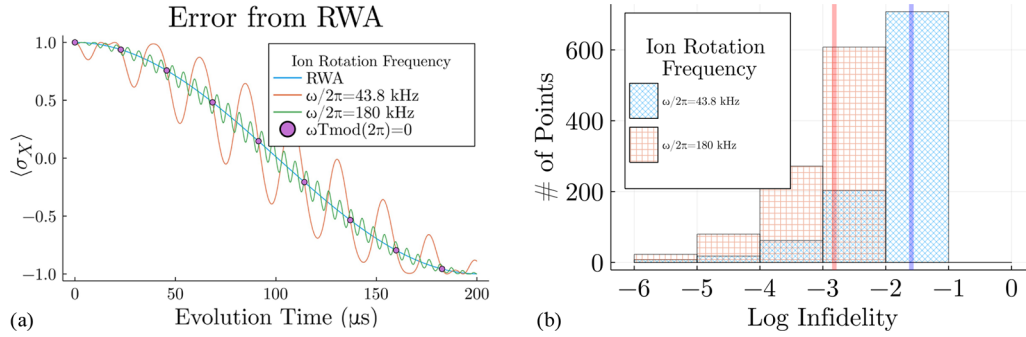 Error from RWA
1.0
0.5
0.0
−0.5
−1.0
⟨σX⟩
Ion Rotation Frequency
RWA
ω/2π=43.8 kHz
ω/2π=180 kHz
ωTmod(2π)=0
0
50
100
150
200
Evolution Time (μs)
(a)
600
400
200
0
# of Points
Ion Rotation
Frequency
ω/2π=43.8 kHz
ω/2π=180 kHz
−6
−5
−4
−3
−2
−1
0
Log Infidelity
(b)